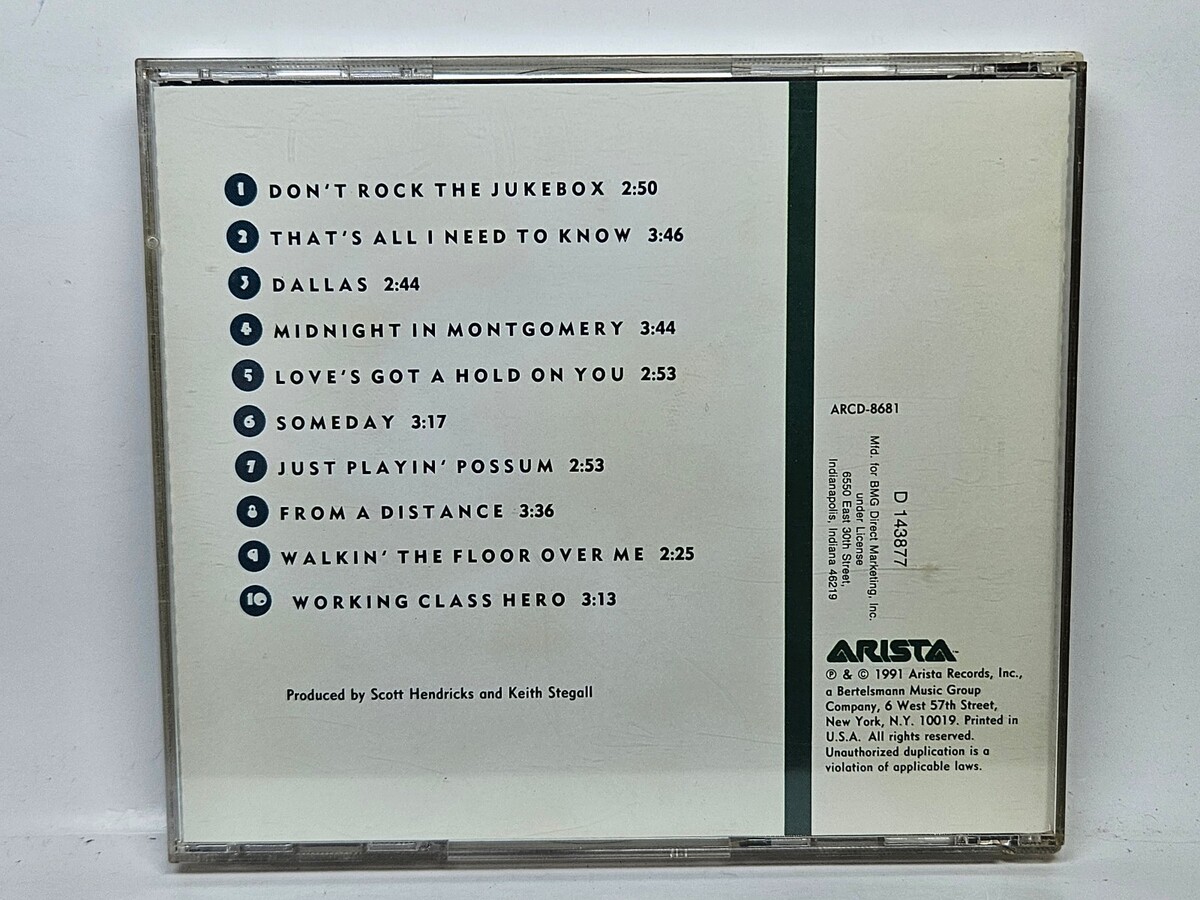 1 DON'T ROCK THE JUKEBOX 2:50
2 THAT'S ALL I NEED TO KNOW 3:46
3 DALLAS 2:44
4 MIDNIGHT IN MONTGOMERY 3:44
5 LOVE'S GOT A HOLD ON YOU 2:53
6 SOMEDAY 3:17
7 JUST PLAYIN' POSSUM 2:53
8 FROM A DISTANCE 3:36
9 WALKIN' THE FLOOR OVER ME 2:25
10 WORKING CLASS HERO 3:13
Produced by Scott Hendricks and Keith Stegall
ARCD-8681
D 143877
Mfd. for BMG Direct Marketing, Inc.
under License
6550 East 30th Street,
Indianapolis, Indiana 46219
ARISTA™
℗ & © 1991 Arista Records, Inc.,
a Bertelsmann Music Group
Company, 6 West 57th Street,
New York, N.Y. 10019. Printed in
U.S.A. All rights reserved.
Unauthorized duplication is a
violation of applicable laws.